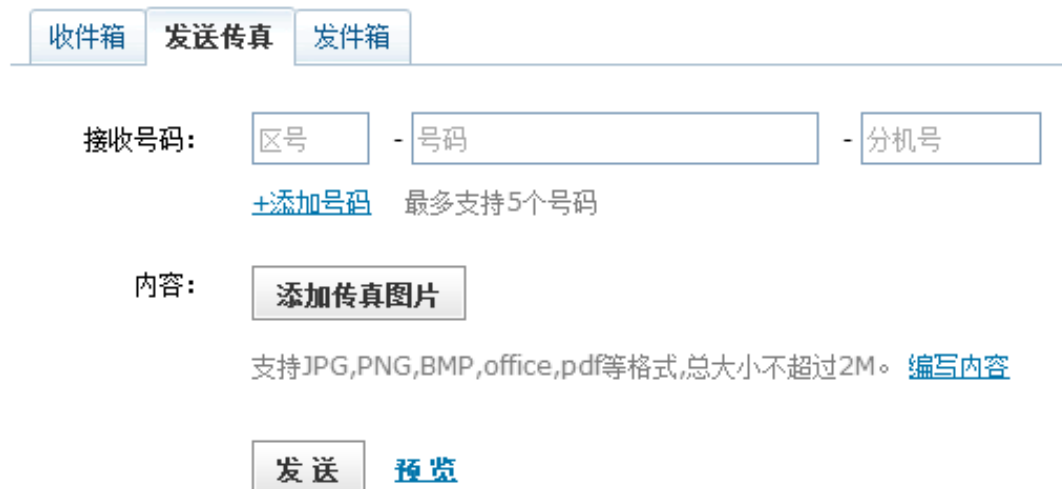 收件箱 发送传真 发件箱
接收号码： 区号 - 号码 - 分机号
+添加号码 最多支持5个号码
内容： 添加传真图片
支持JPG,PNG,BMP,office,pdf等格式,总大小不超过2M。 编写内容
发 送 预 览